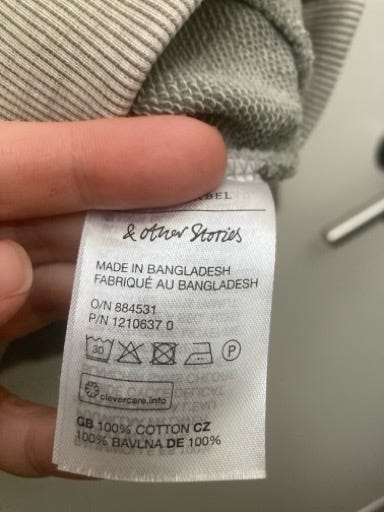 & other Stories
MADE IN BANGLADESH
FABRIQUÉ AU BANGLADESH
O/N 884531
P/N 1210637 0
30
P
clevercare.info
GB 100% COTTON CZ
100% BAVLNA DE 100%